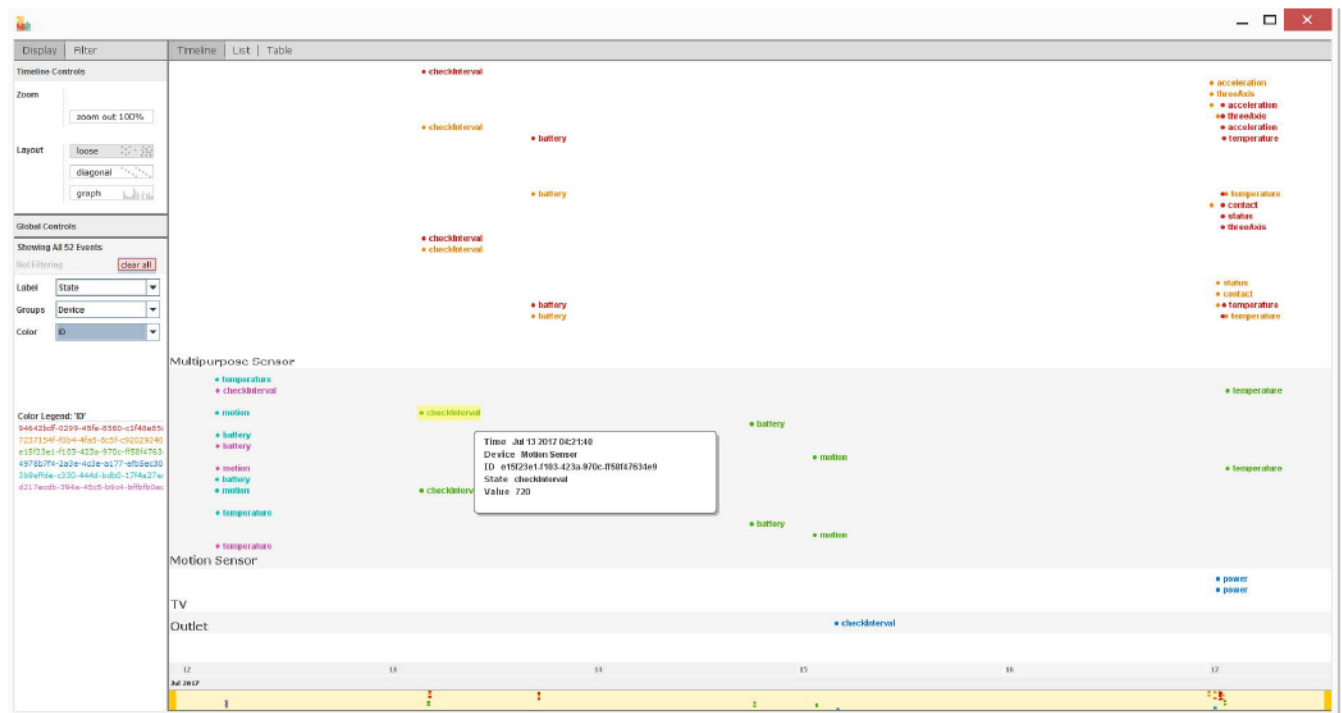 Display Filter
Timeline List | Table
Timeline Controls
Zoom
zoom out 100%
Layout
loose
diagonal
graph
Global Controls
Showing All 52 Events
Not Filtering
clear all
Label State
Groups Device
Color ID
Color Legend: 'ID'
checkInterval
acceleration
threeAxis
acceleration
threeAxis
checkInterval
acceleration
battery
temperature
battery
temperature
contact
status
threeAxis
checkInterval
checkInterval
status
contact
battery
temperature
battery
temperature
Multipurpose Sensor
temperature
checkInterval
temperature
motion
checkInterval
battery
battery
battery
motion
motion
temperature
battery
motion
temperature
battery
motion
temperature
Time Jul 13 2017 04:21:40
Device Motion Sensor
ID e15f23e1-f103-423a-970c-ff58f47634e9
State checkInterval
Value 720
Motion Sensor
power
power
TV
Outlet
checkInterval
12 13 14 15 16 17
Jul 2017